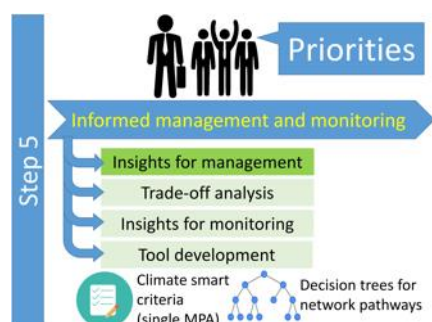 Priorities
Informed management and monitoring
Step 5
Insights for management
Trade-off analysis
Insights for monitoring
Tool development
Climate smart
criteria
(single MPA)
Decision trees for
network pathways